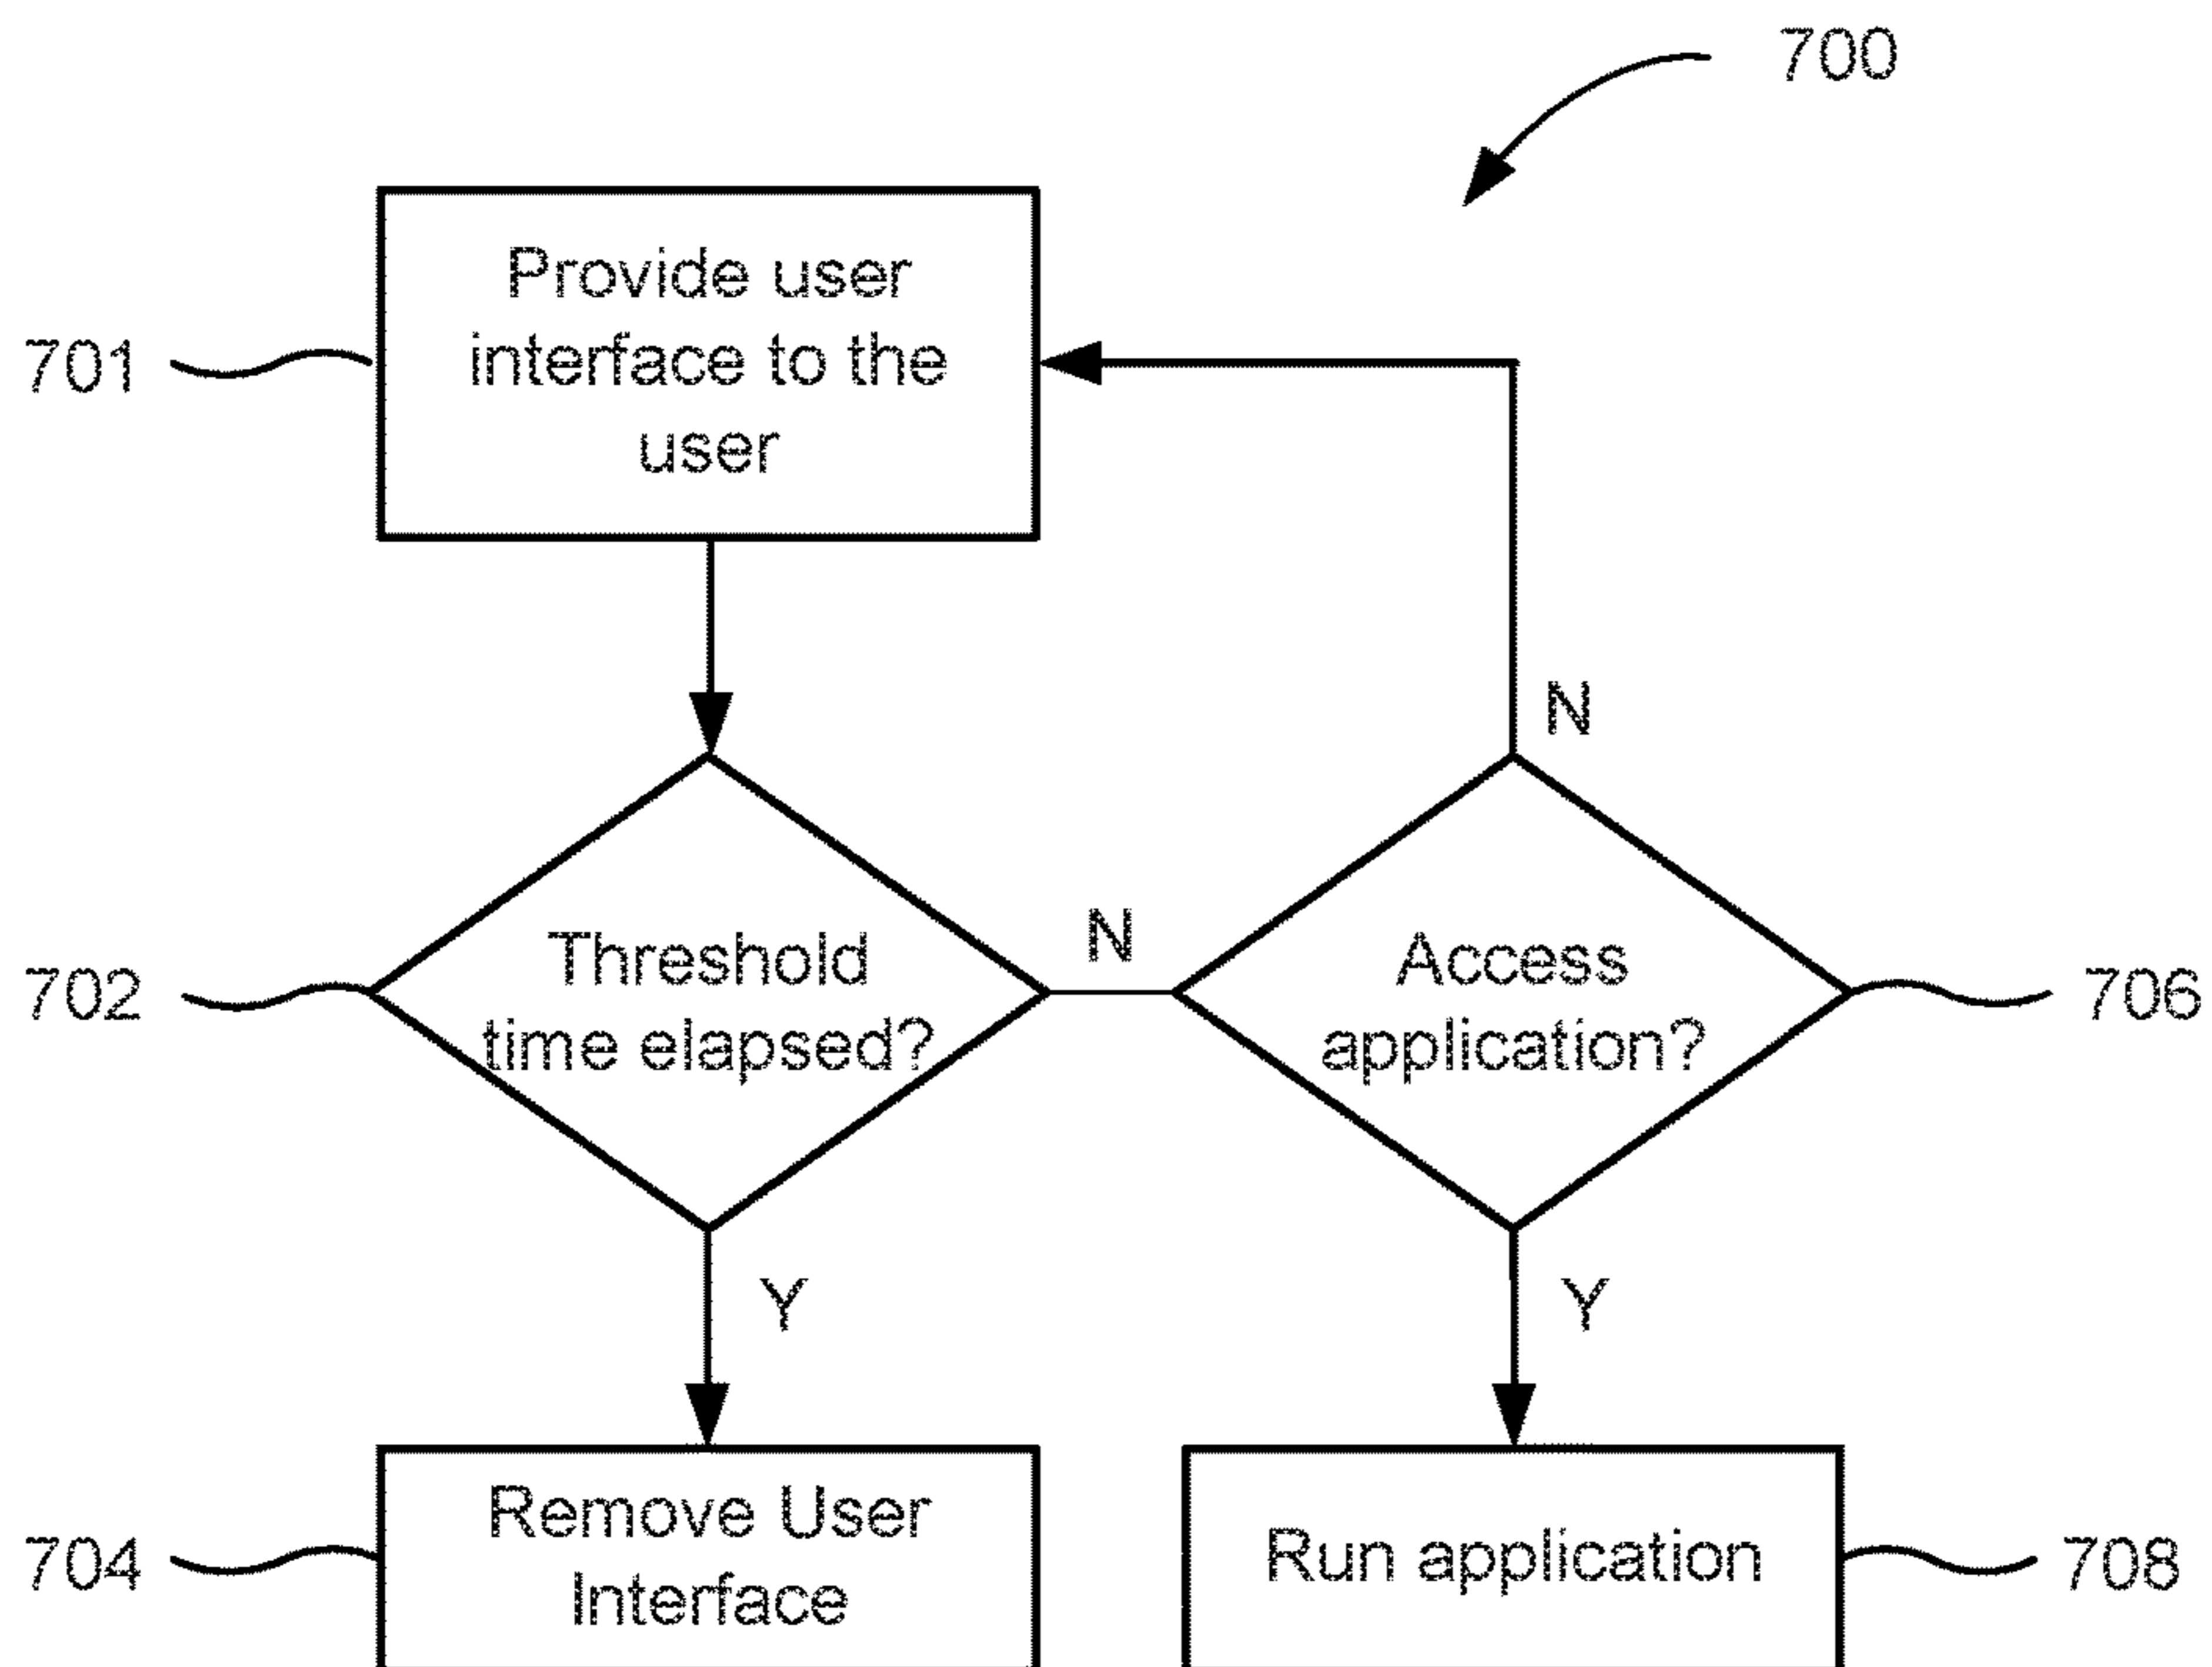 700
Provide user
interface to the
user
701
N
Threshold
time elapsed?
702
N
Access
application?
706
Y
Y
Remove User
Interface
704
Run application
708